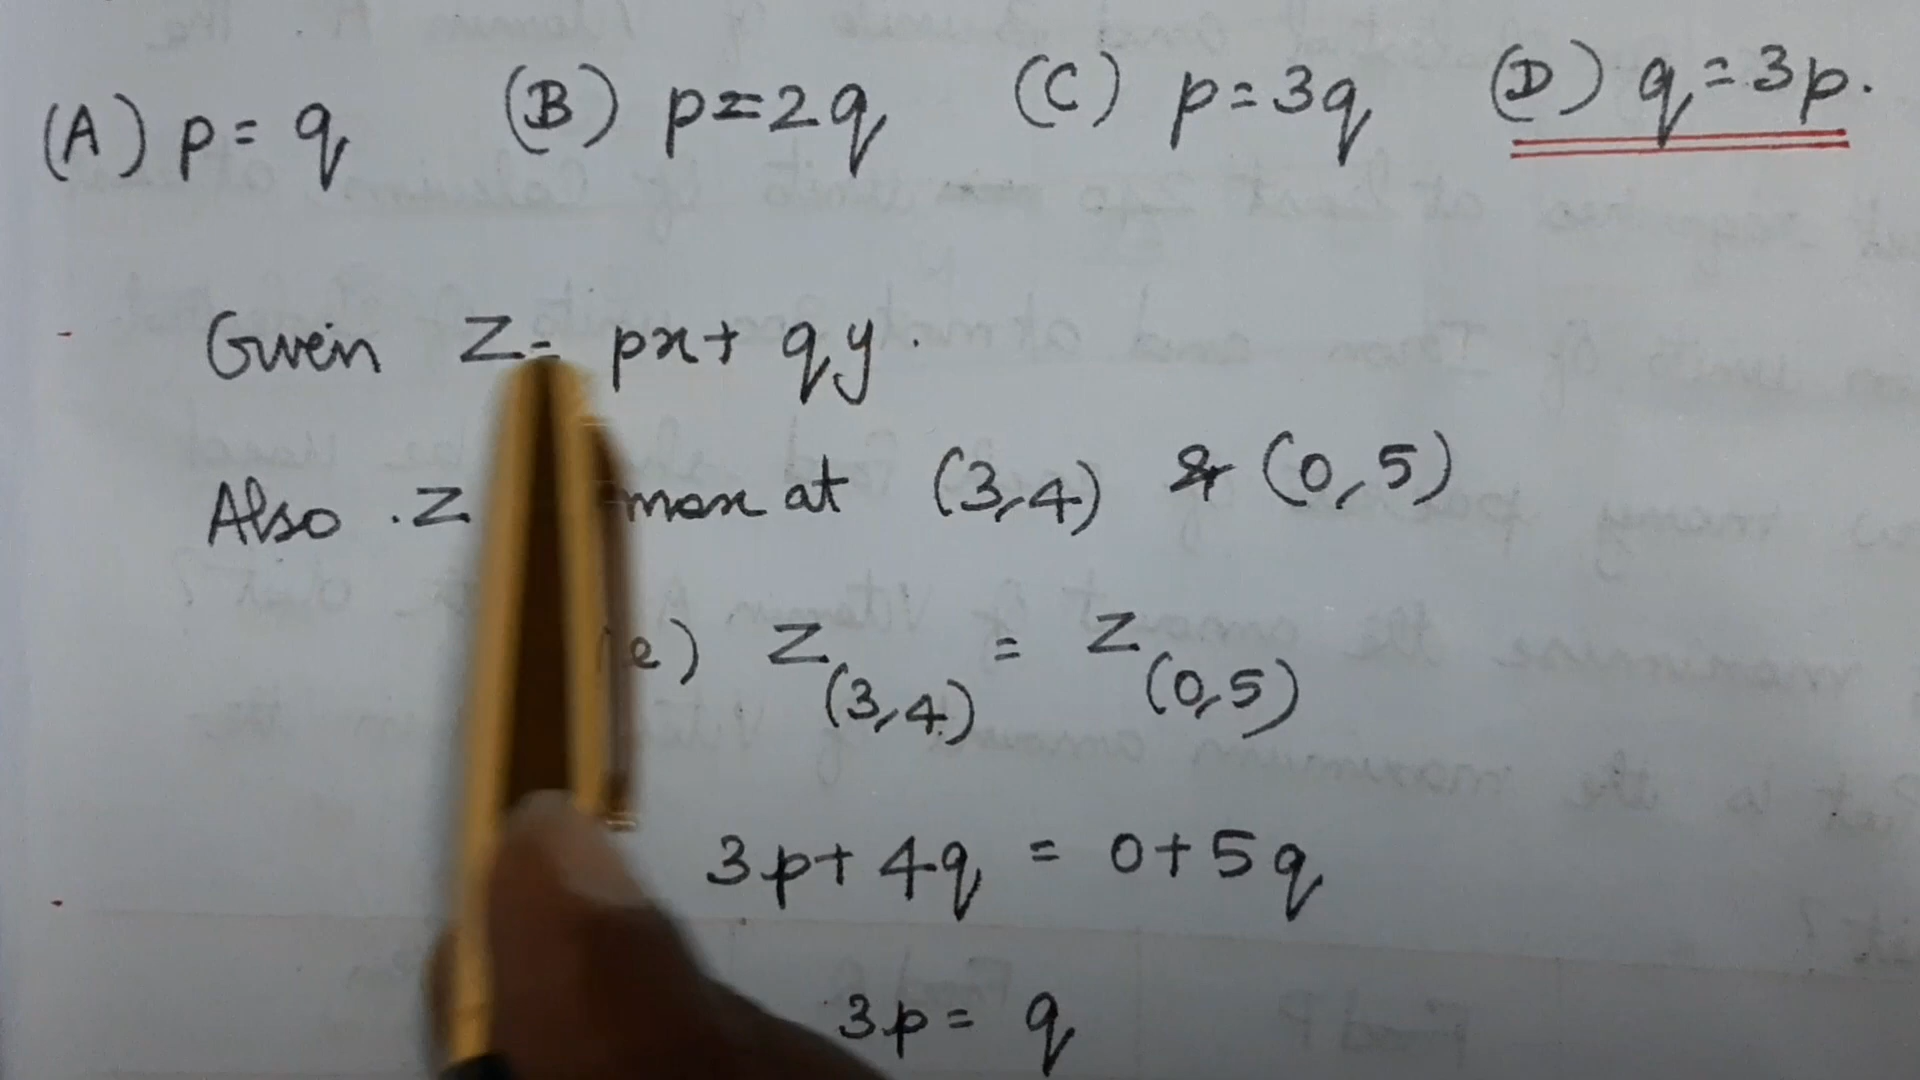 (A) p = q (B) p = 2q (C) p = 3q (D) q = 3p.
Given Z = px + qy.
Also Z max at (3,4) & (0,5)
e) Z(3,4) = Z(0,5)
3p + 4q = 0 + 5q
3p = q